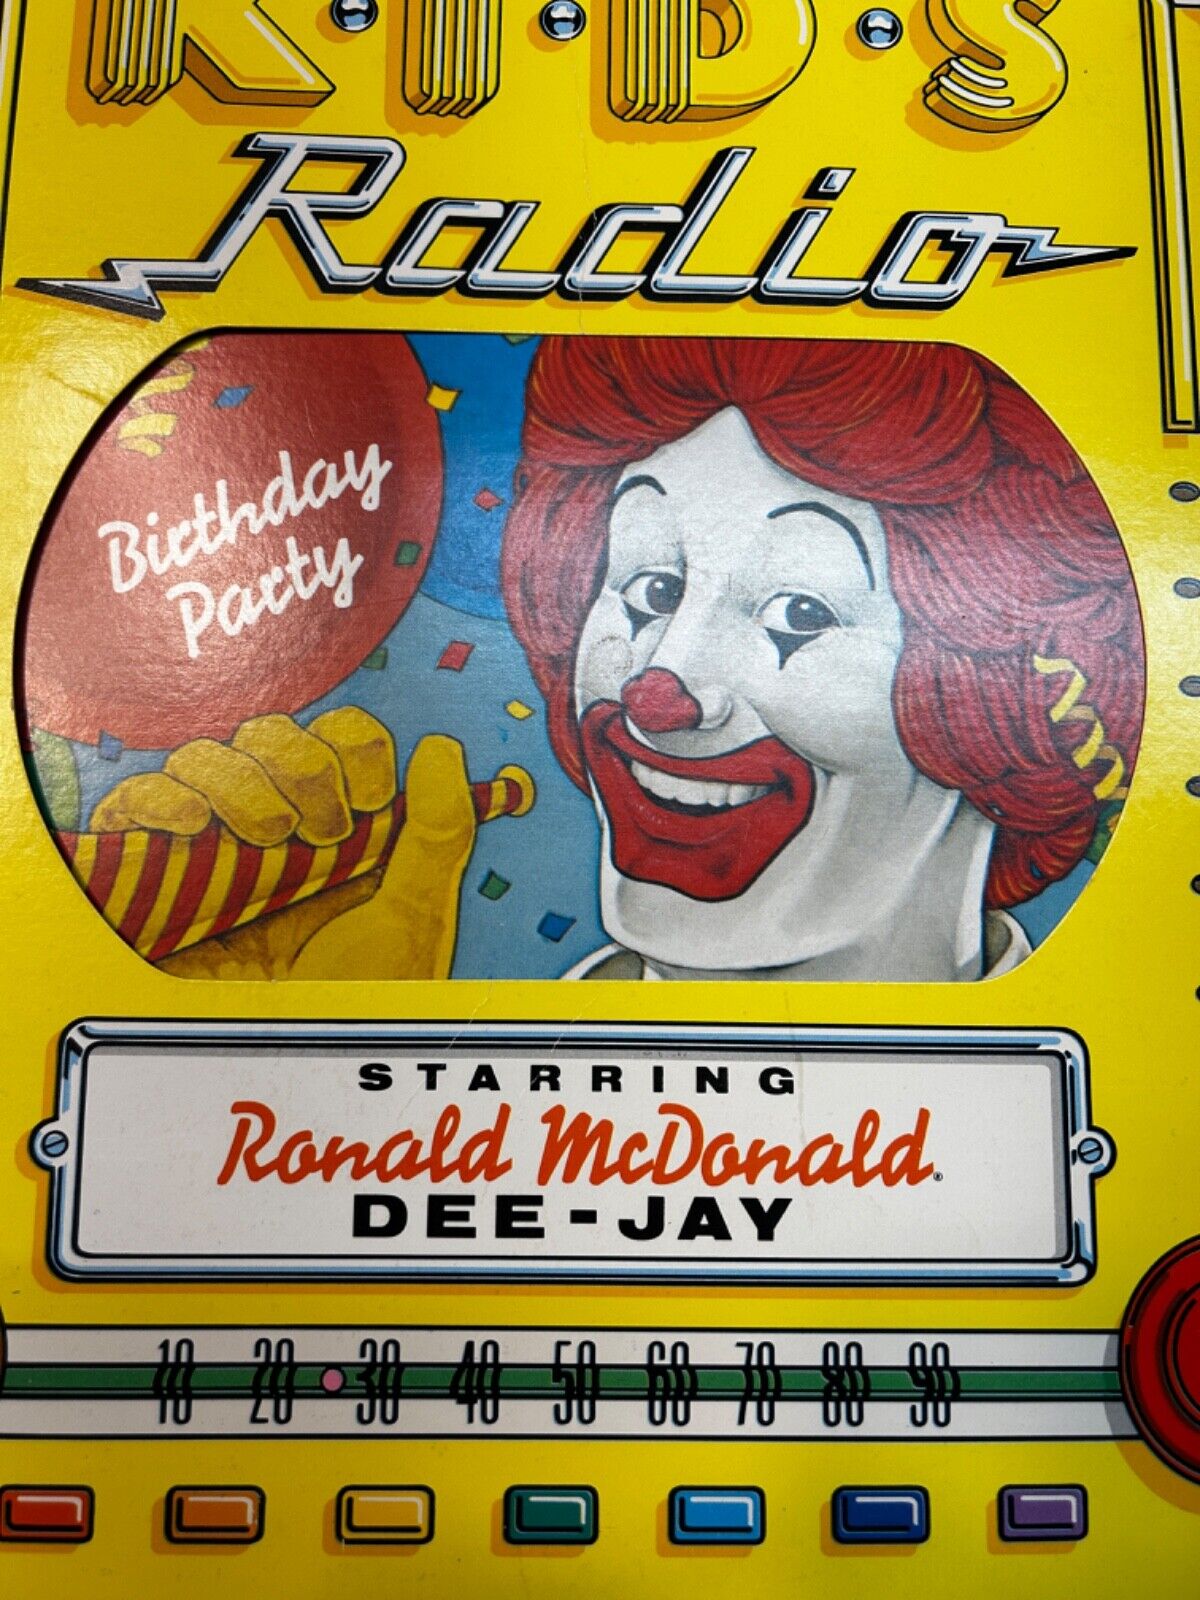 K·I·D·S
Radio
Birthday
Party
STARRING
Ronald McDonald®
DEE-JAY
10 20 30 40 50 60 70 80 90